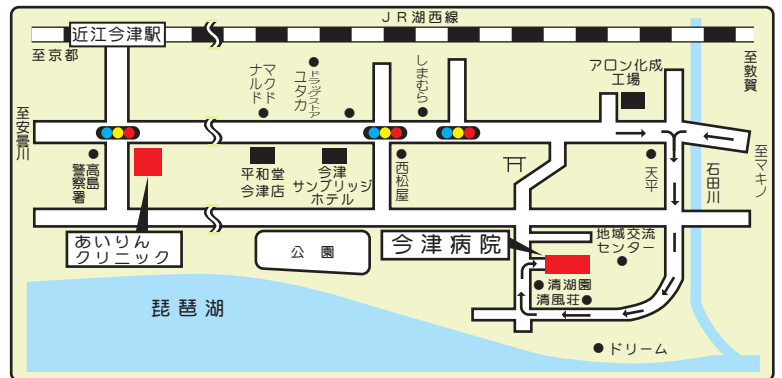 JR湖西線
近江今津駅
至京都
至敦賀
アロン化成
工場
マクド
ナルド
ドラッグストア
ユタカ
しまむら
至安曇川
至マキノ
高島
警察署
平和堂
今津店
今津
サンブリッジ
ホテル
西松屋
天平
石田川
あいりん
クリニック
公園
今津病院
地域交流
センター
清湖園
清風荘
琵琶湖
ドリーム